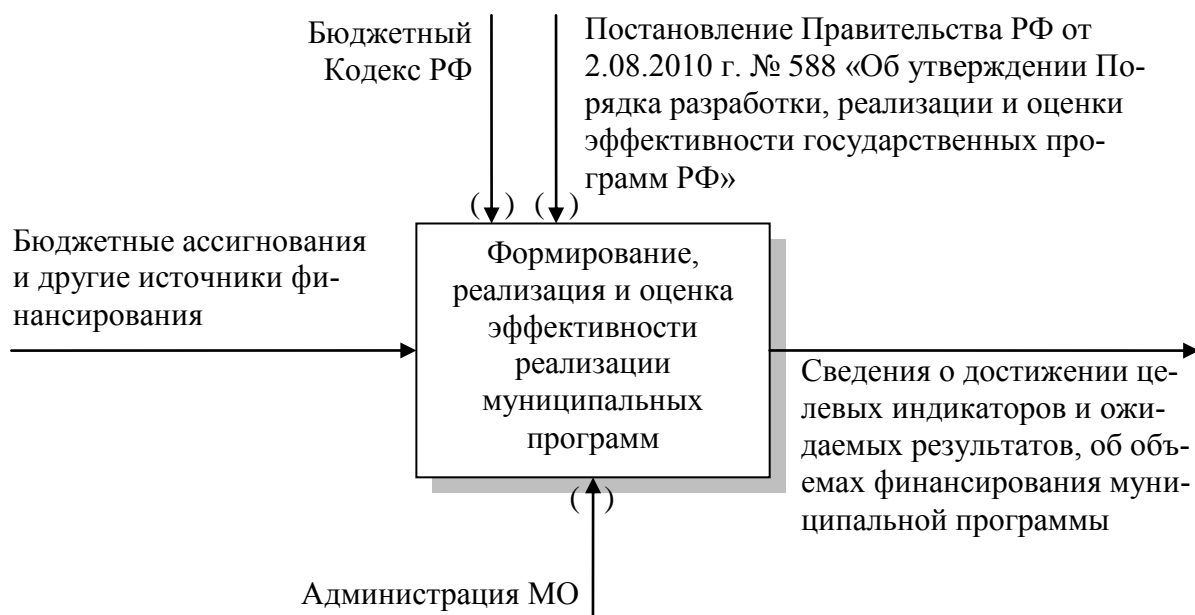 Бюджетный
Кодекс РФ
Постановление Правительства РФ от
2.08.2010 г. № 588 «Об утверждении По-
рядка разработки, реализации и оценки
эффективности государственных про-
грамм РФ»
( ) ( )
Бюджетные ассигнования
и другие источники фи-
нансирования
Формирование,
реализация и оценка
эффективности
реализации
муниципальных
программ
Сведения о достижении це-
левых индикаторов и ожи-
даемых результатов, об объ-
емах финансирования муни-
ципальной программы
( )
Администрация МО